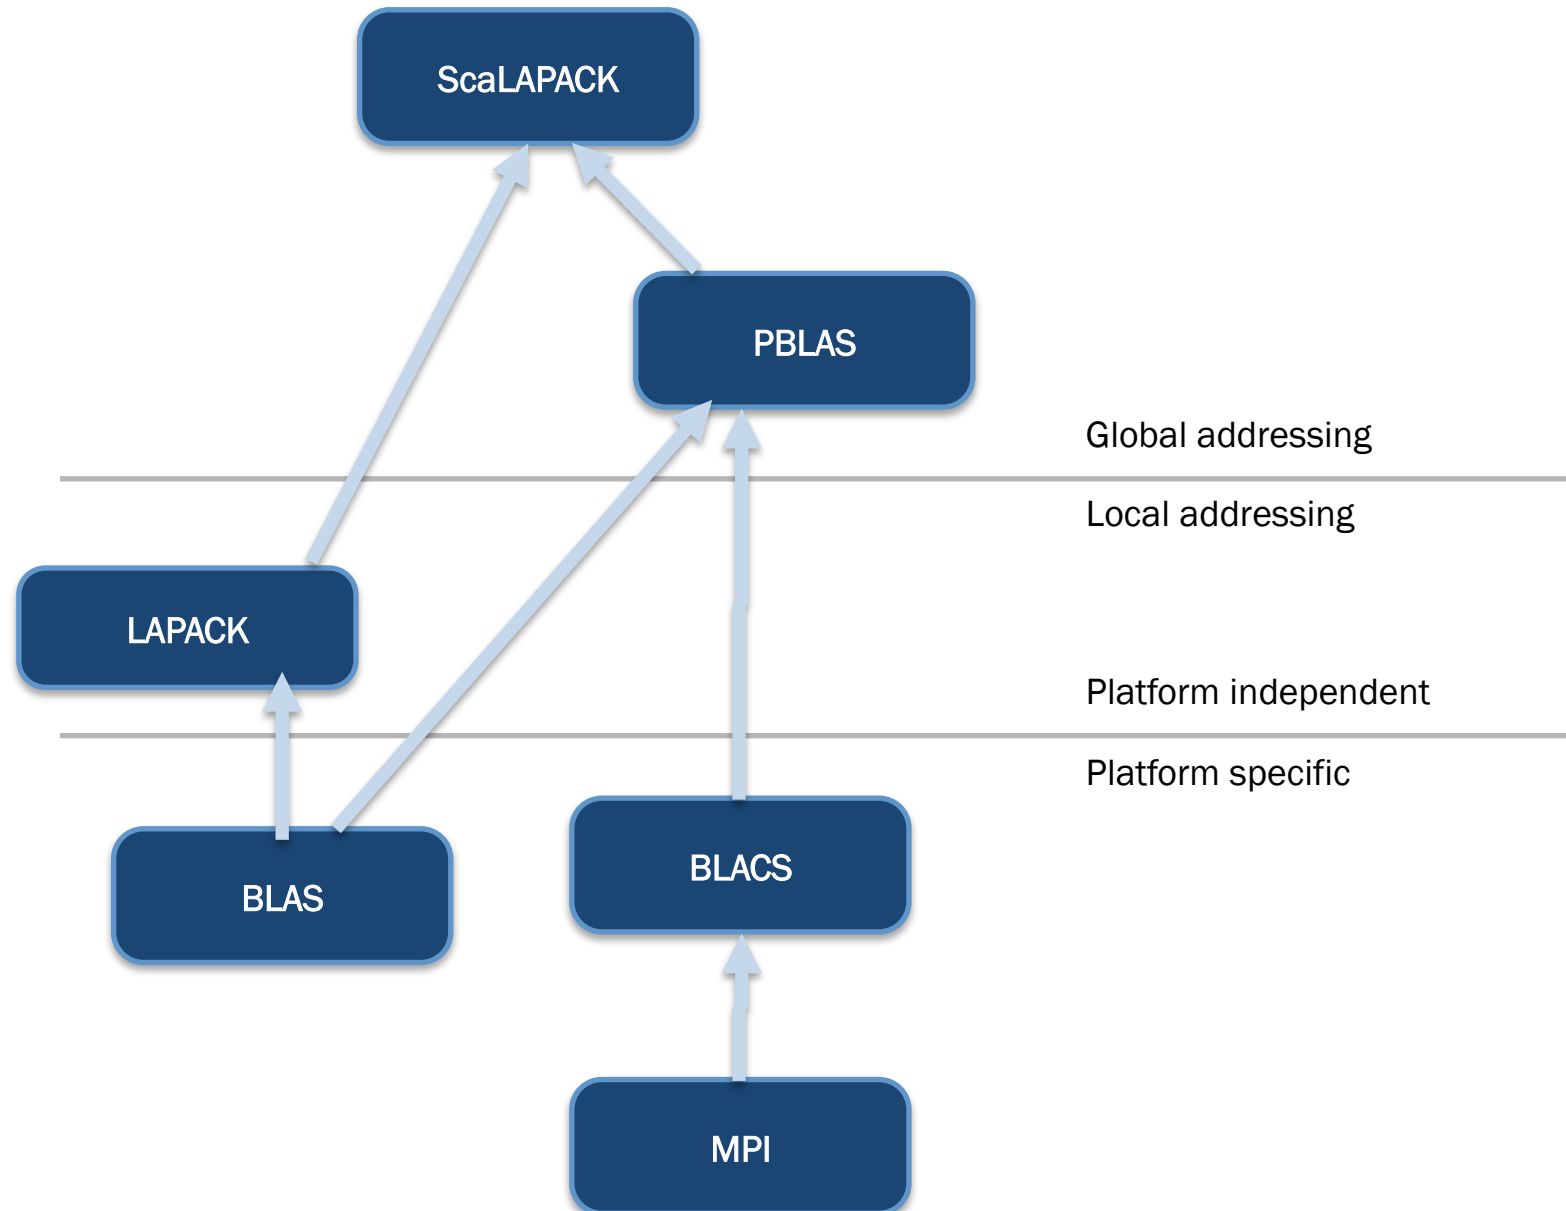 ScaLAPACK
PBLAS
Global addressing
Local addressing
LAPACK
Platform independent
Platform specific
BLACS
BLAS
MPI